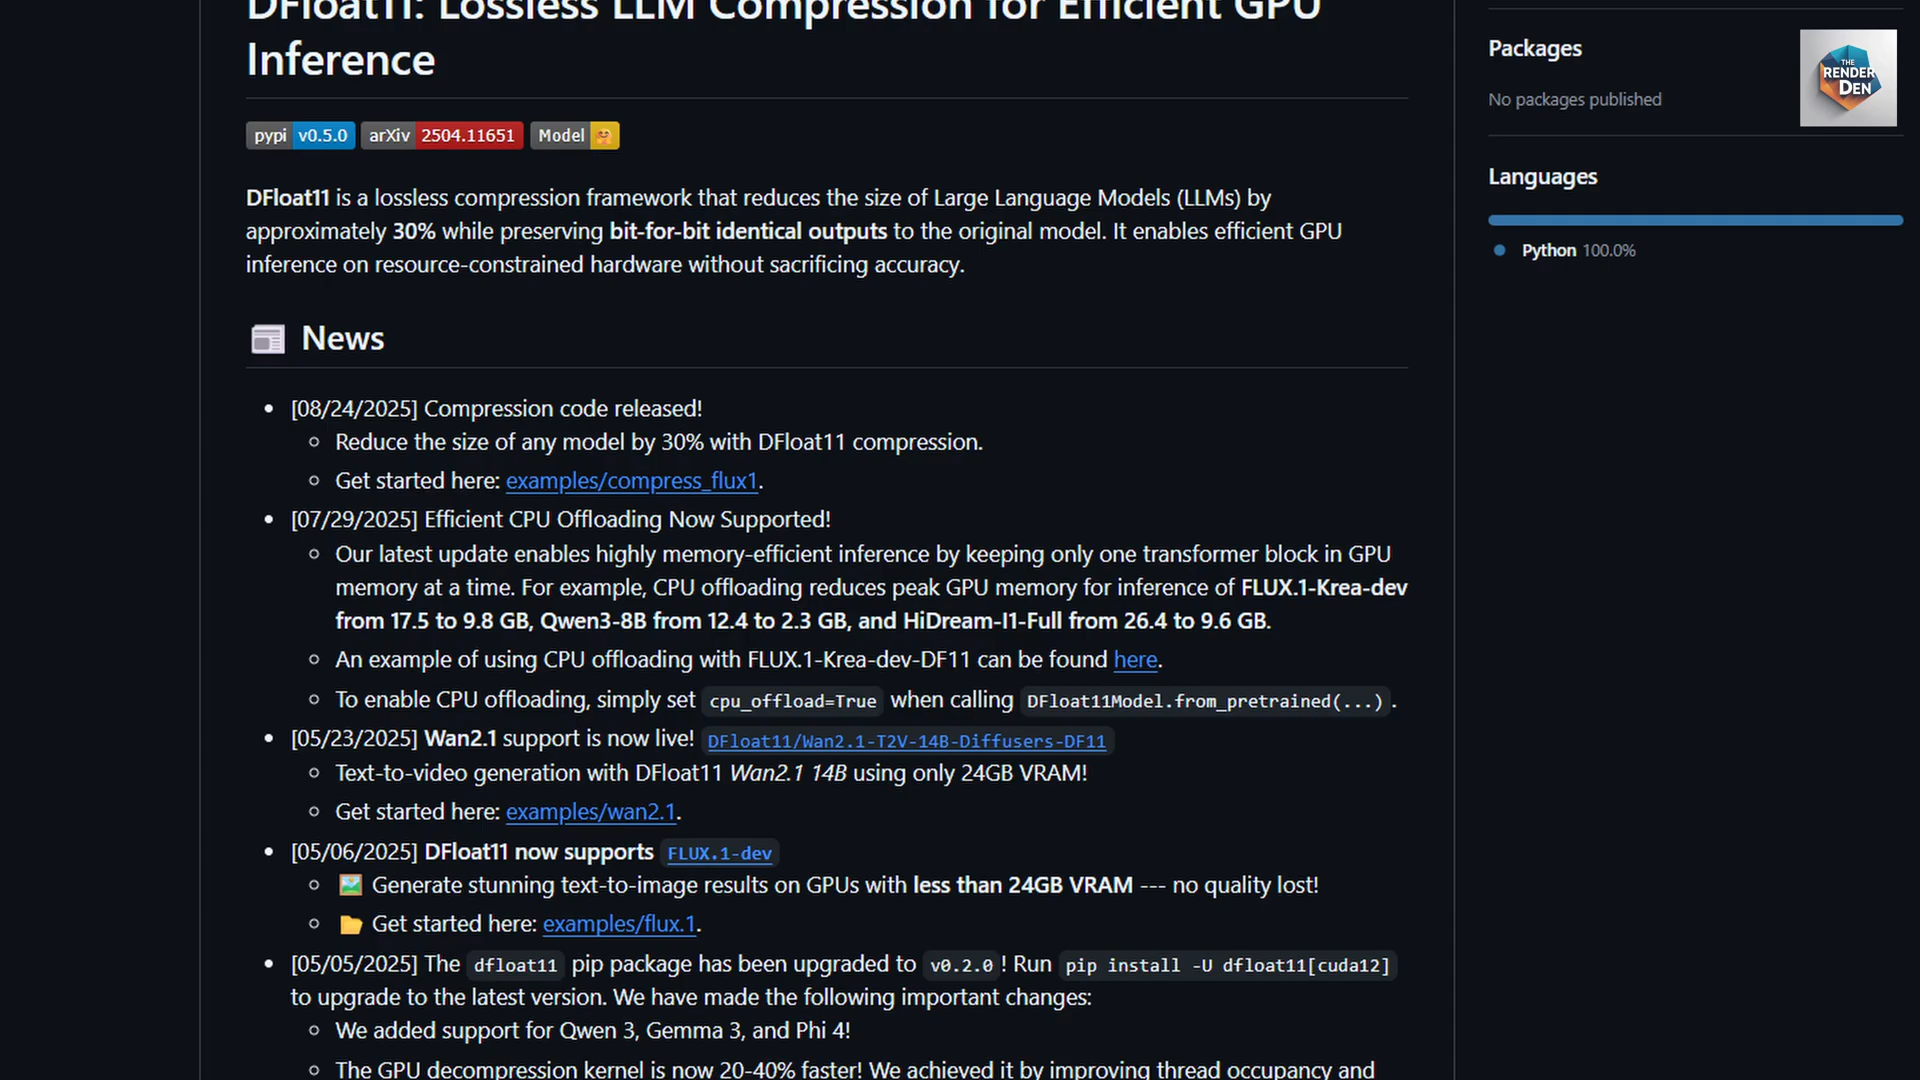 DFloat11: Lossless LLM Compression for Efficient GPU
Inference
pypi v0.5.0 arXiv 2504.11651 Model
DFloat11 is a lossless compression framework that reduces the size of Large Language Models (LLMs) by
approximately 30% while preserving bit-for-bit identical outputs to the original model. It enables efficient GPU
inference on resource-constrained hardware without sacrificing accuracy.
News
[08/24/2025] Compression code released!
Reduce the size of any model by 30% with DFloat11 compression.
Get started here: examples/compress_flux1.
[07/29/2025] Efficient CPU Offloading Now Supported!
Our latest update enables highly memory-efficient inference by keeping only one transformer block in GPU
memory at a time. For example, CPU offloading reduces peak GPU memory for inference of FLUX.1-Krea-dev
from 17.5 to 9.8 GB, Qwen3-8B from 12.4 to 2.3 GB, and HiDream-I1-Full from 26.4 to 9.6 GB.
An example of using CPU offloading with FLUX.1-Krea-dev-DF11 can be found here.
To enable CPU offloading, simply set cpu_offload=True when calling DFloat11Model.from_pretrained(...).
[05/23/2025] Wan2.1 support is now live! DFloat11/Wan2.1-T2V-14B-Diffusers-DF11
Text-to-video generation with DFloat11 Wan2.1 14B using only 24GB VRAM!
Get started here: examples/wan2.1.
[05/06/2025] DFloat11 now supports FLUX.1-dev
Generate stunning text-to-image results on GPUs with less than 24GB VRAM --- no quality lost!
Get started here: examples/flux.1.
[05/05/2025] The dfloat11 pip package has been upgraded to v0.2.0! Run pip install -U dfloat11[cuda12]
to upgrade to the latest version. We have made the following important changes:
We added support for Qwen 3, Gemma 3, and Phi 4!
The GPU decompression kernel is now 20-40% faster! We achieved it by improving thread occupancy and
Packages
No packages published
Languages
Python 100.0%
THE
RENDER
DEN